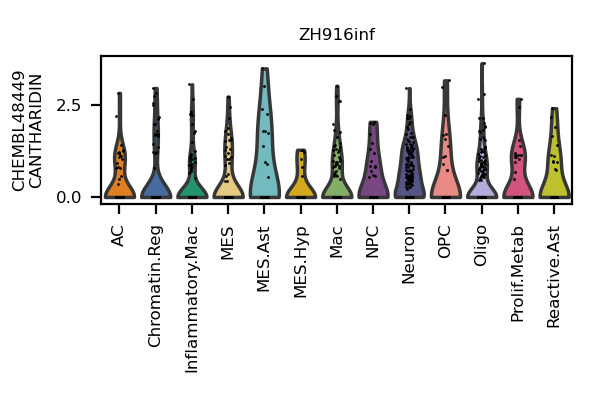 ZH916inf
CHEMBL48449
CANTHARIDIN
2.5
0.0
AC
Chromatin.Reg
Inflammatory.Mac
MES
MES.Ast
MES.Hyp
Mac
NPC
Neuron
OPC
Oligo
Prolif.Metab
Reactive.Ast